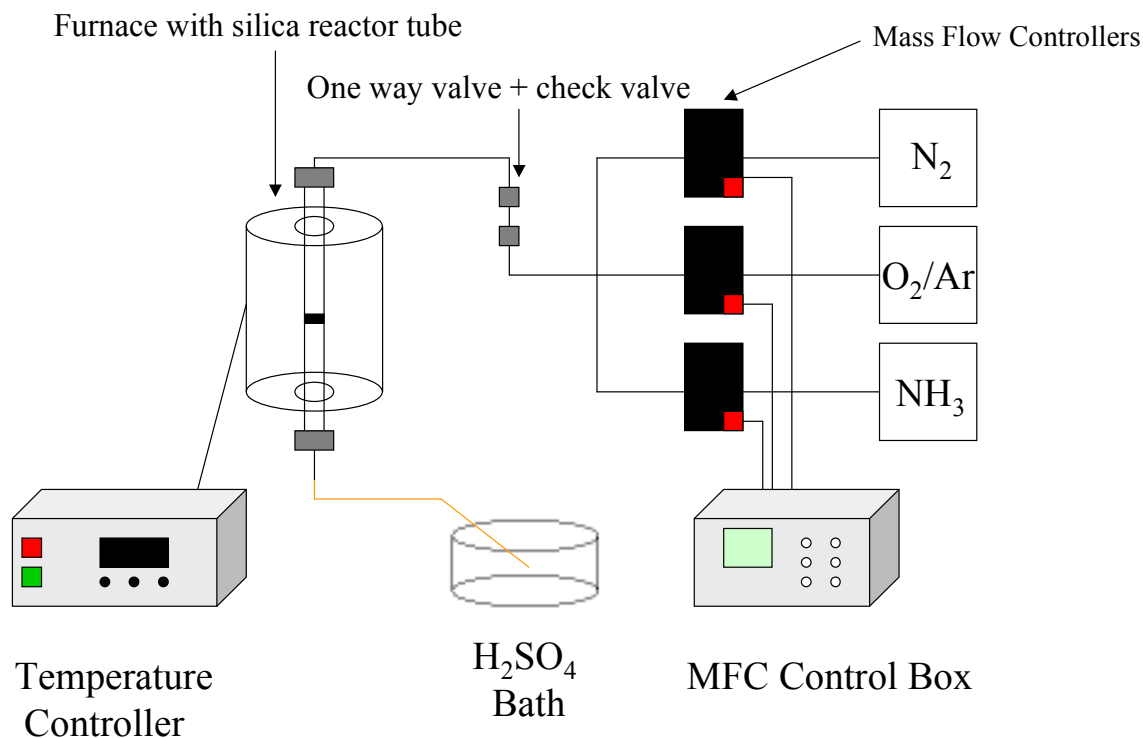 Furnace with silica reactor tube
Mass Flow Controllers
One way valve + check valve
N₂
O₂/Ar
NH₃
Temperature
Controller
H₂SO₄
Bath
MFC Control Box